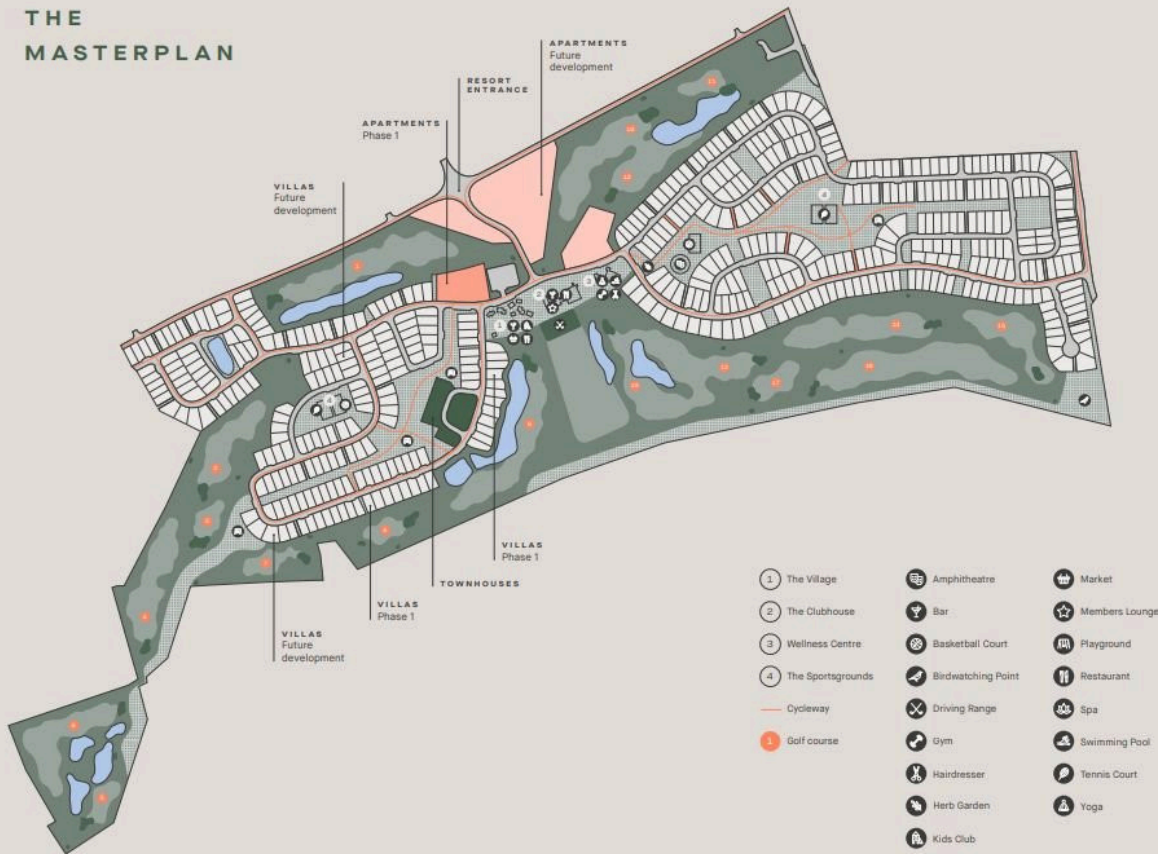 THE
MASTERPLAN
APARTMENTS
Future
development
RESORT
ENTRANCE
APARTMENTS
Phase 1
VILLAS
Future
development
VILLAS
Phase 1
TOWNHOUSES
VILLAS
Phase 1
VILLAS
Future
development
1 The Village
2 The Clubhouse
3 Wellness Centre
4 The Sportsgrounds
Cycleway
1 Golf course
Amphitheatre
Bar
Basketball Court
Birdwatching Point
Driving Range
Gym
Hairdresser
Herb Garden
Kids Club
Market
Members Lounge
Playground
Restaurant
Spa
Swimming Pool
Tennis Court
Yoga